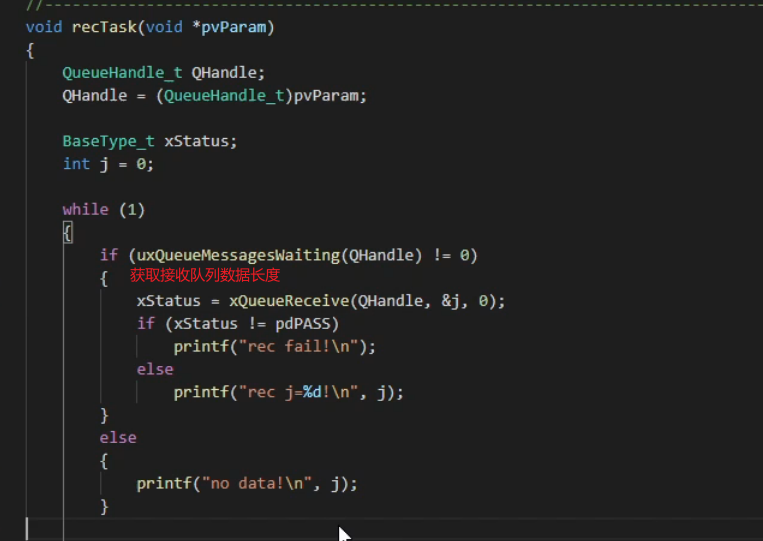 //------------------------------------------------------------------------
void recTask(void *pvParam)
{
    QueueHandle_t QHandle;
    QHandle = (QueueHandle_t)pvParam;
    BaseType_t xStatus;
    int j = 0;
    while (1)
    {
        if (uxQueueMessagesWaiting(QHandle) != 0)
        { 获取接收队列数据长度
            xStatus = xQueueReceive(QHandle, &j, 0);
            if (xStatus != pdPASS)
                printf("rec fail!\n");
            else
                printf("rec j=%d!\n", j);
        }
        else
        {
            printf("no data!\n", j);
        }